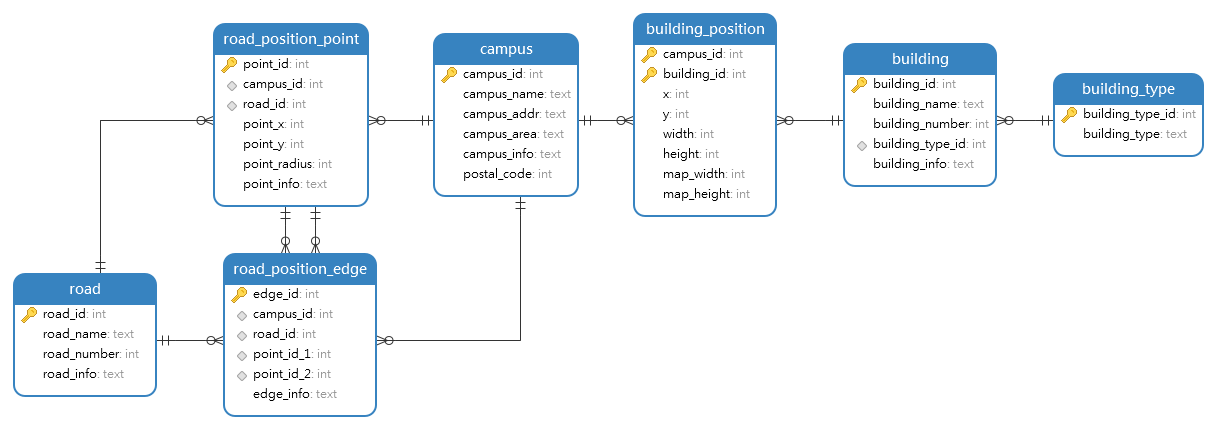 road_position_point
point_id: int
campus_id: int
road_id: int
point_x: int
point_y: int
point_radius: int
point_info: text
campus
campus_id: int
campus_name: text
campus_addr: text
campus_area: text
campus_info: text
postal_code: int
building_position
campus_id: int
building_id: int
x: int
y: int
width: int
height: int
map_width: int
map_height: int
building
building_id: int
building_name: text
building_number: int
building_type_id: int
building_info: text
building_type
building_type_id: int
building_type: text
road
road_id: int
road_name: text
road_number: int
road_info: text
road_position_edge
edge_id: int
campus_id: int
road_id: int
point_id_1: int
point_id_2: int
edge_info: text